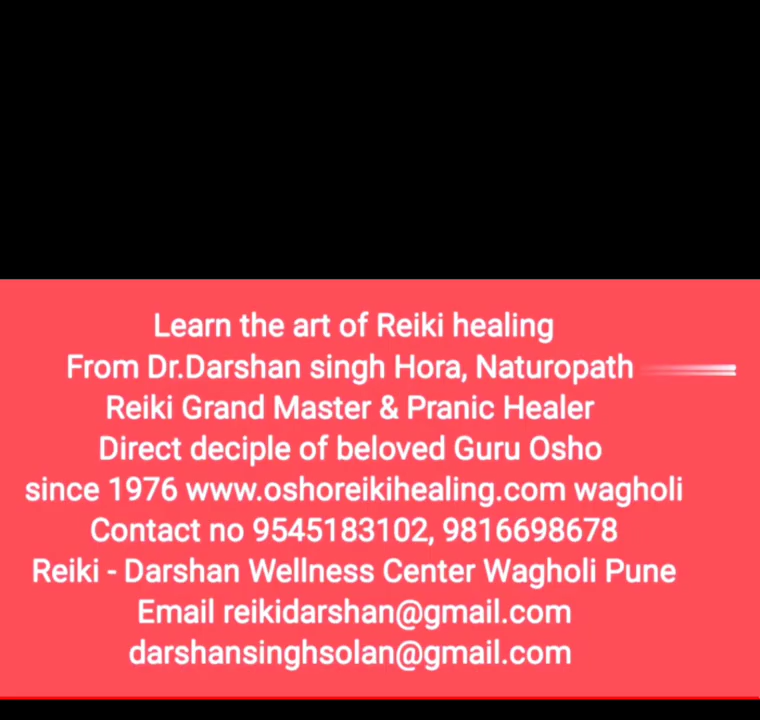 Learn the art of Reiki healing
From Dr.Darshan singh Hora, Naturopath
Reiki Grand Master & Pranic Healer
Direct deciple of beloved Guru Osho
since 1976 www.oshoreikihealing.com wagholi
Contact no 9545183102, 9816698678
Reiki - Darshan Wellness Center Wagholi Pune
Email reikidarshan@gmail.com
darshansinghsolan@gmail.com